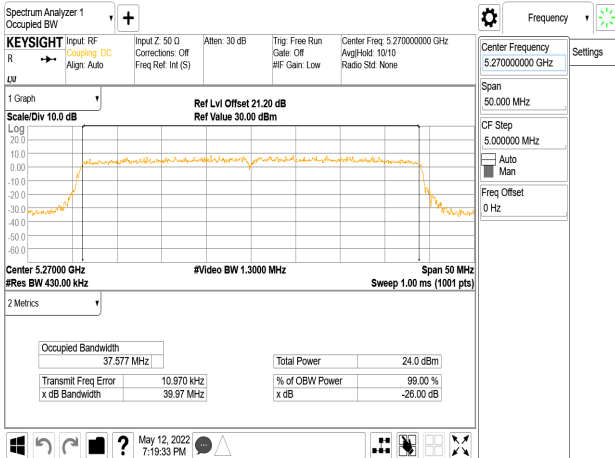 Spectrum Analyzer 1
Occupied BW
Frequency
KEYSIGHT
R
LXI
Input: RF
Coupling: DC
Align: Auto
Input Z: 50 Ω
Corrections: Off
Freq Ref: Int (S)
Atten: 30 dB
Trig: Free Run
Gate: Off
#IF Gain: Low
Center Freq: 5.270000000 GHz
Avg|Hold: 10/10
Radio Std: None
Center Frequency
5.270000000 GHz
Settings
Span
50.000 MHz
CF Step
5.000000 MHz
Auto
Man
Freq Offset
0 Hz
1 Graph
Scale/Div 10.0 dB
Ref Lvl Offset 21.20 dB
Ref Value 30.00 dBm
Log
20.0
10.0
0.00
-10.0
-20.0
-30.0
-40.0
-50.0
-60.0
Center 5.27000 GHz
#Video BW 1.3000 MHz
Span 50 MHz
#Res BW 430.00 kHz
Sweep 1.00 ms (1001 pts)
2 Metrics
Occupied Bandwidth
37.577 MHz
Total Power 24.0 dBm
Transmit Freq Error 10.970 kHz
% of OBW Power 99.00 %
x dB Bandwidth 39.97 MHz
x dB -26.00 dB
?
May 12, 2022
7:19:33 PM